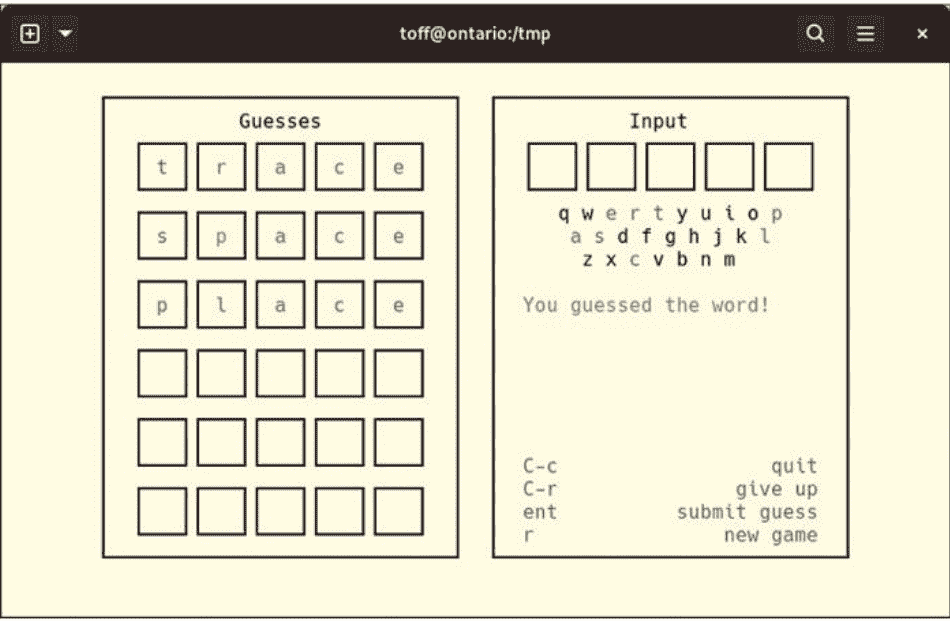 toff@ontario:/tmp
Guesses
t r a c e
s p a c e
p l a c e
Input
q w e r t y u i o p
a s d f g h j k l
z x c v b n m
You guessed the word!
C-c quit
C-r give up
ent submit guess
r new game